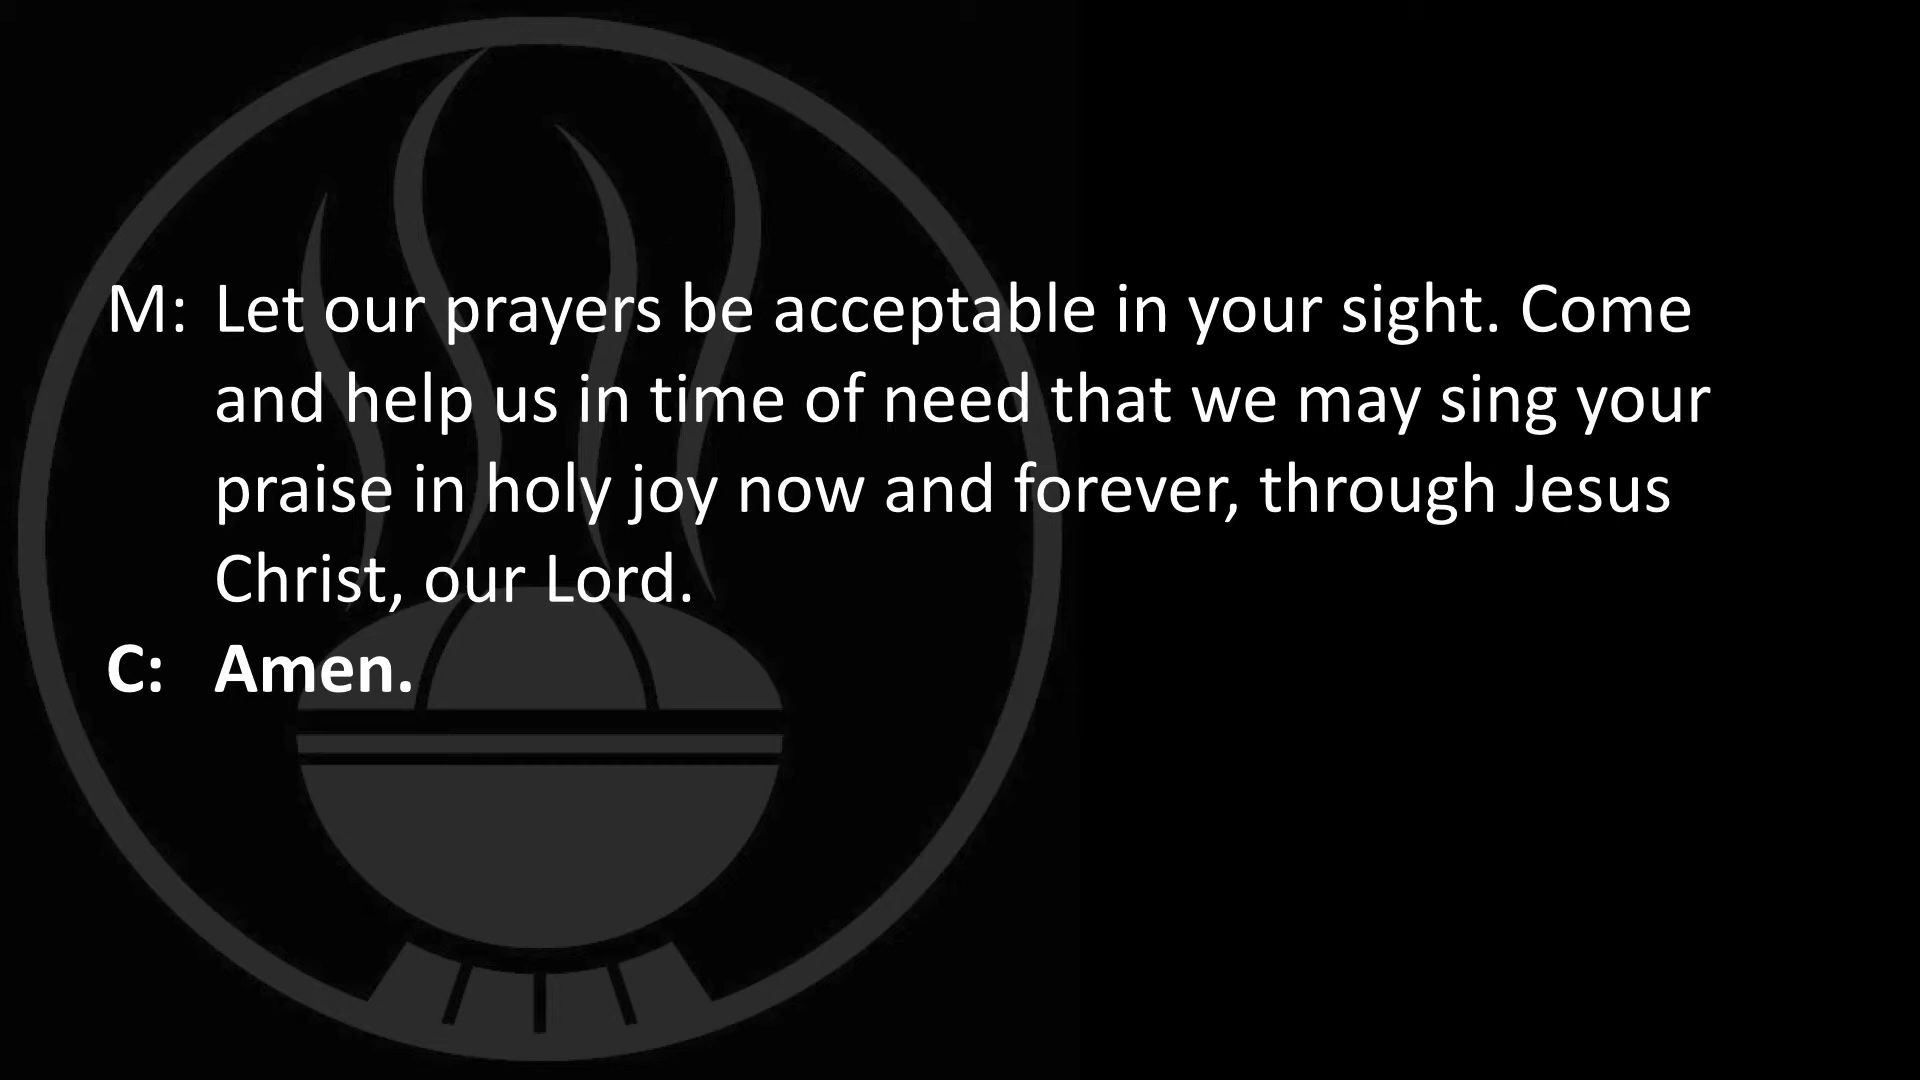 M: Let our prayers be acceptable in your sight. Come
and help us in time of need that we may sing your
praise in holy joy now and forever, through Jesus
Christ, our Lord.
C: Amen.